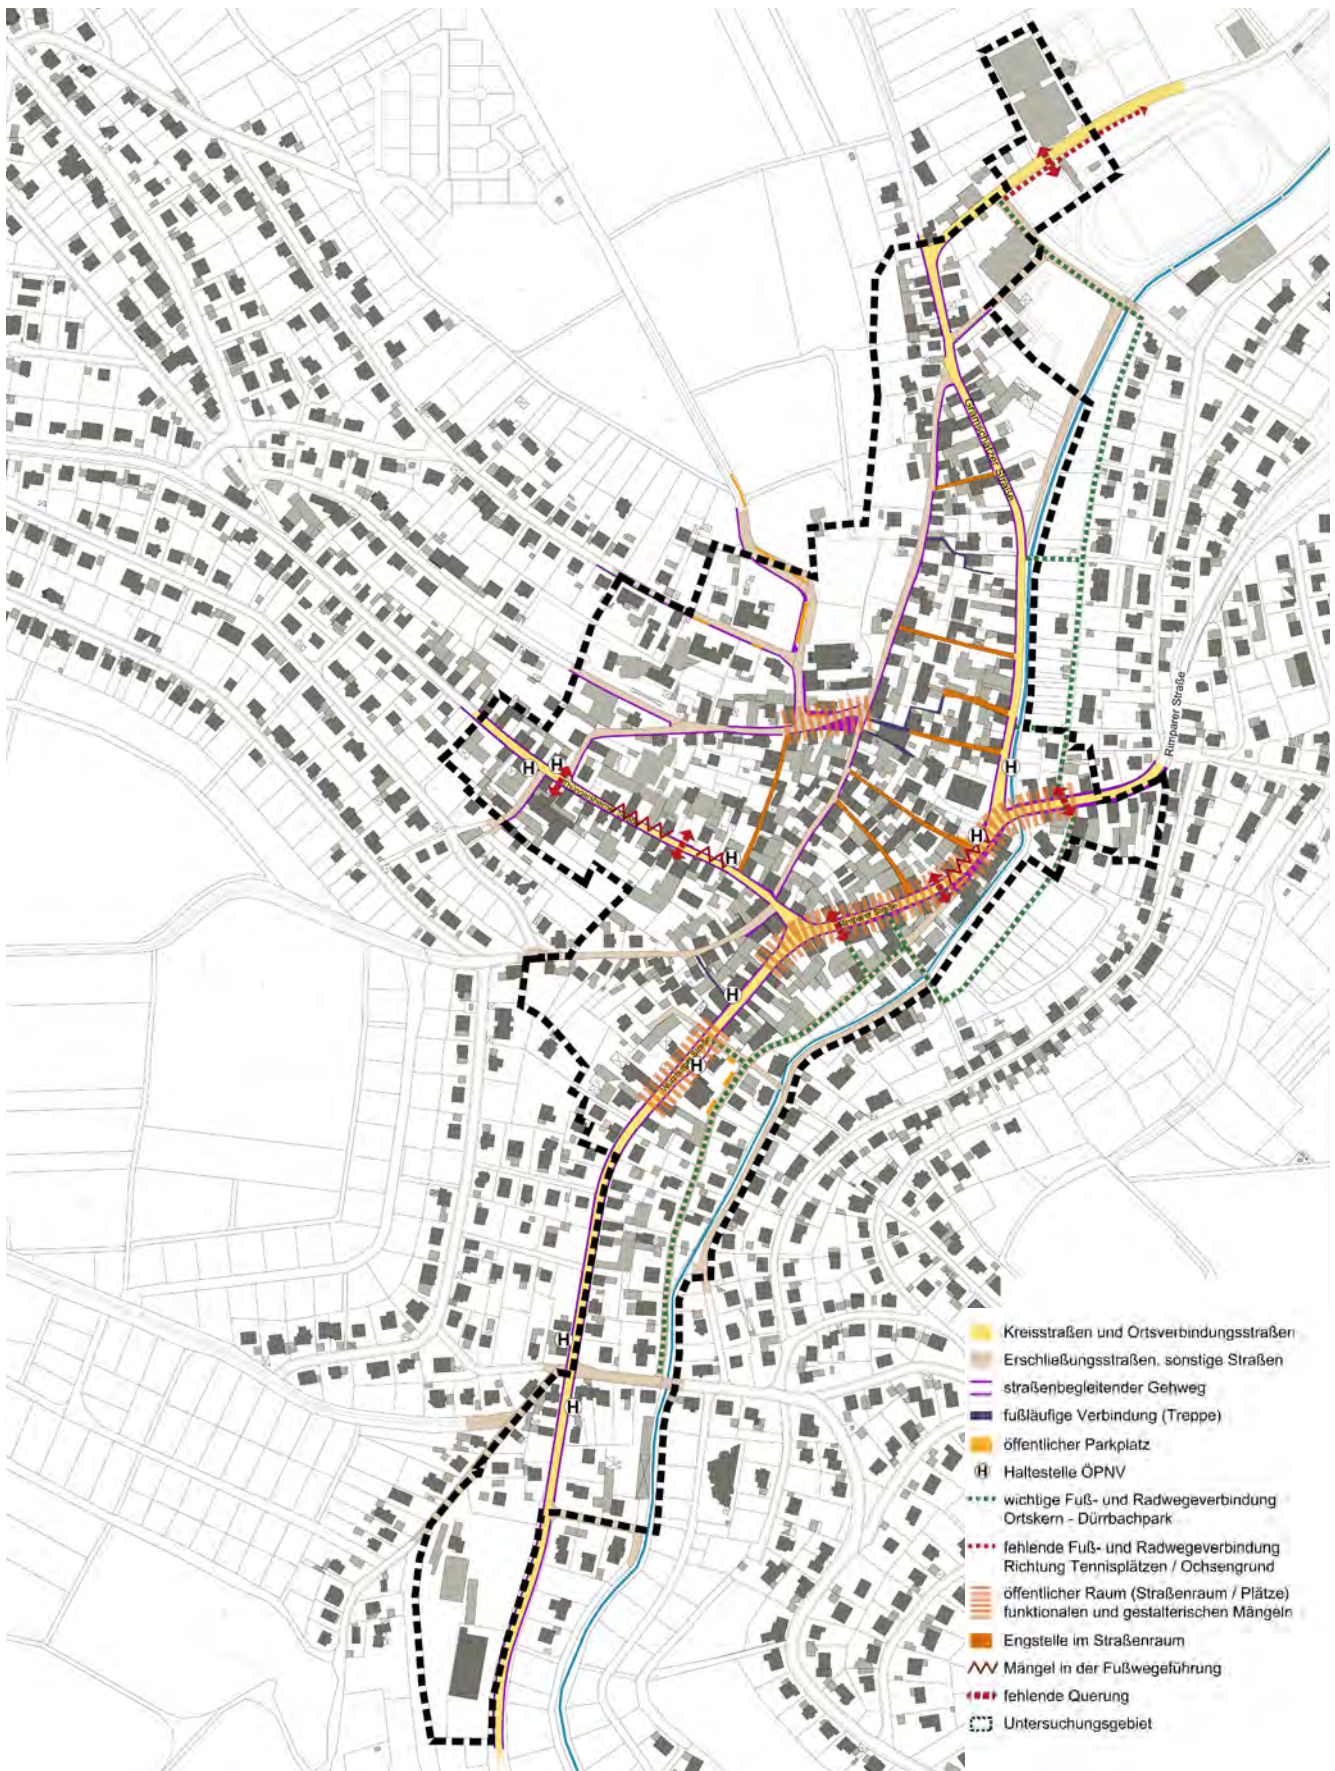 Gramschatzer Straße
Rimparer Straße
H
H
H
H
H
H
H
H
H
Kreisstraßen und Ortsverbindungsstraßen
Erschließungsstraßen, sonstige Straßen
straßenbegleitender Gehweg
fußläufige Verbindung (Treppe)
öffentlicher Parkplatz
H Haltestelle ÖPNV
wichtige Fuß- und Radwegeverbindung
Ortskern - Dürrbachpark
fehlende Fuß- und Radwegeverbindung
Richtung Tennisplätzen / Ochsengrund
öffentlicher Raum (Straßenraum / Plätze)
funktionalen und gestalterischen Mängeln
Engstelle im Straßenraum
Mängel in der Fußwegeführung
fehlende Querung
Untersuchungsgebiet